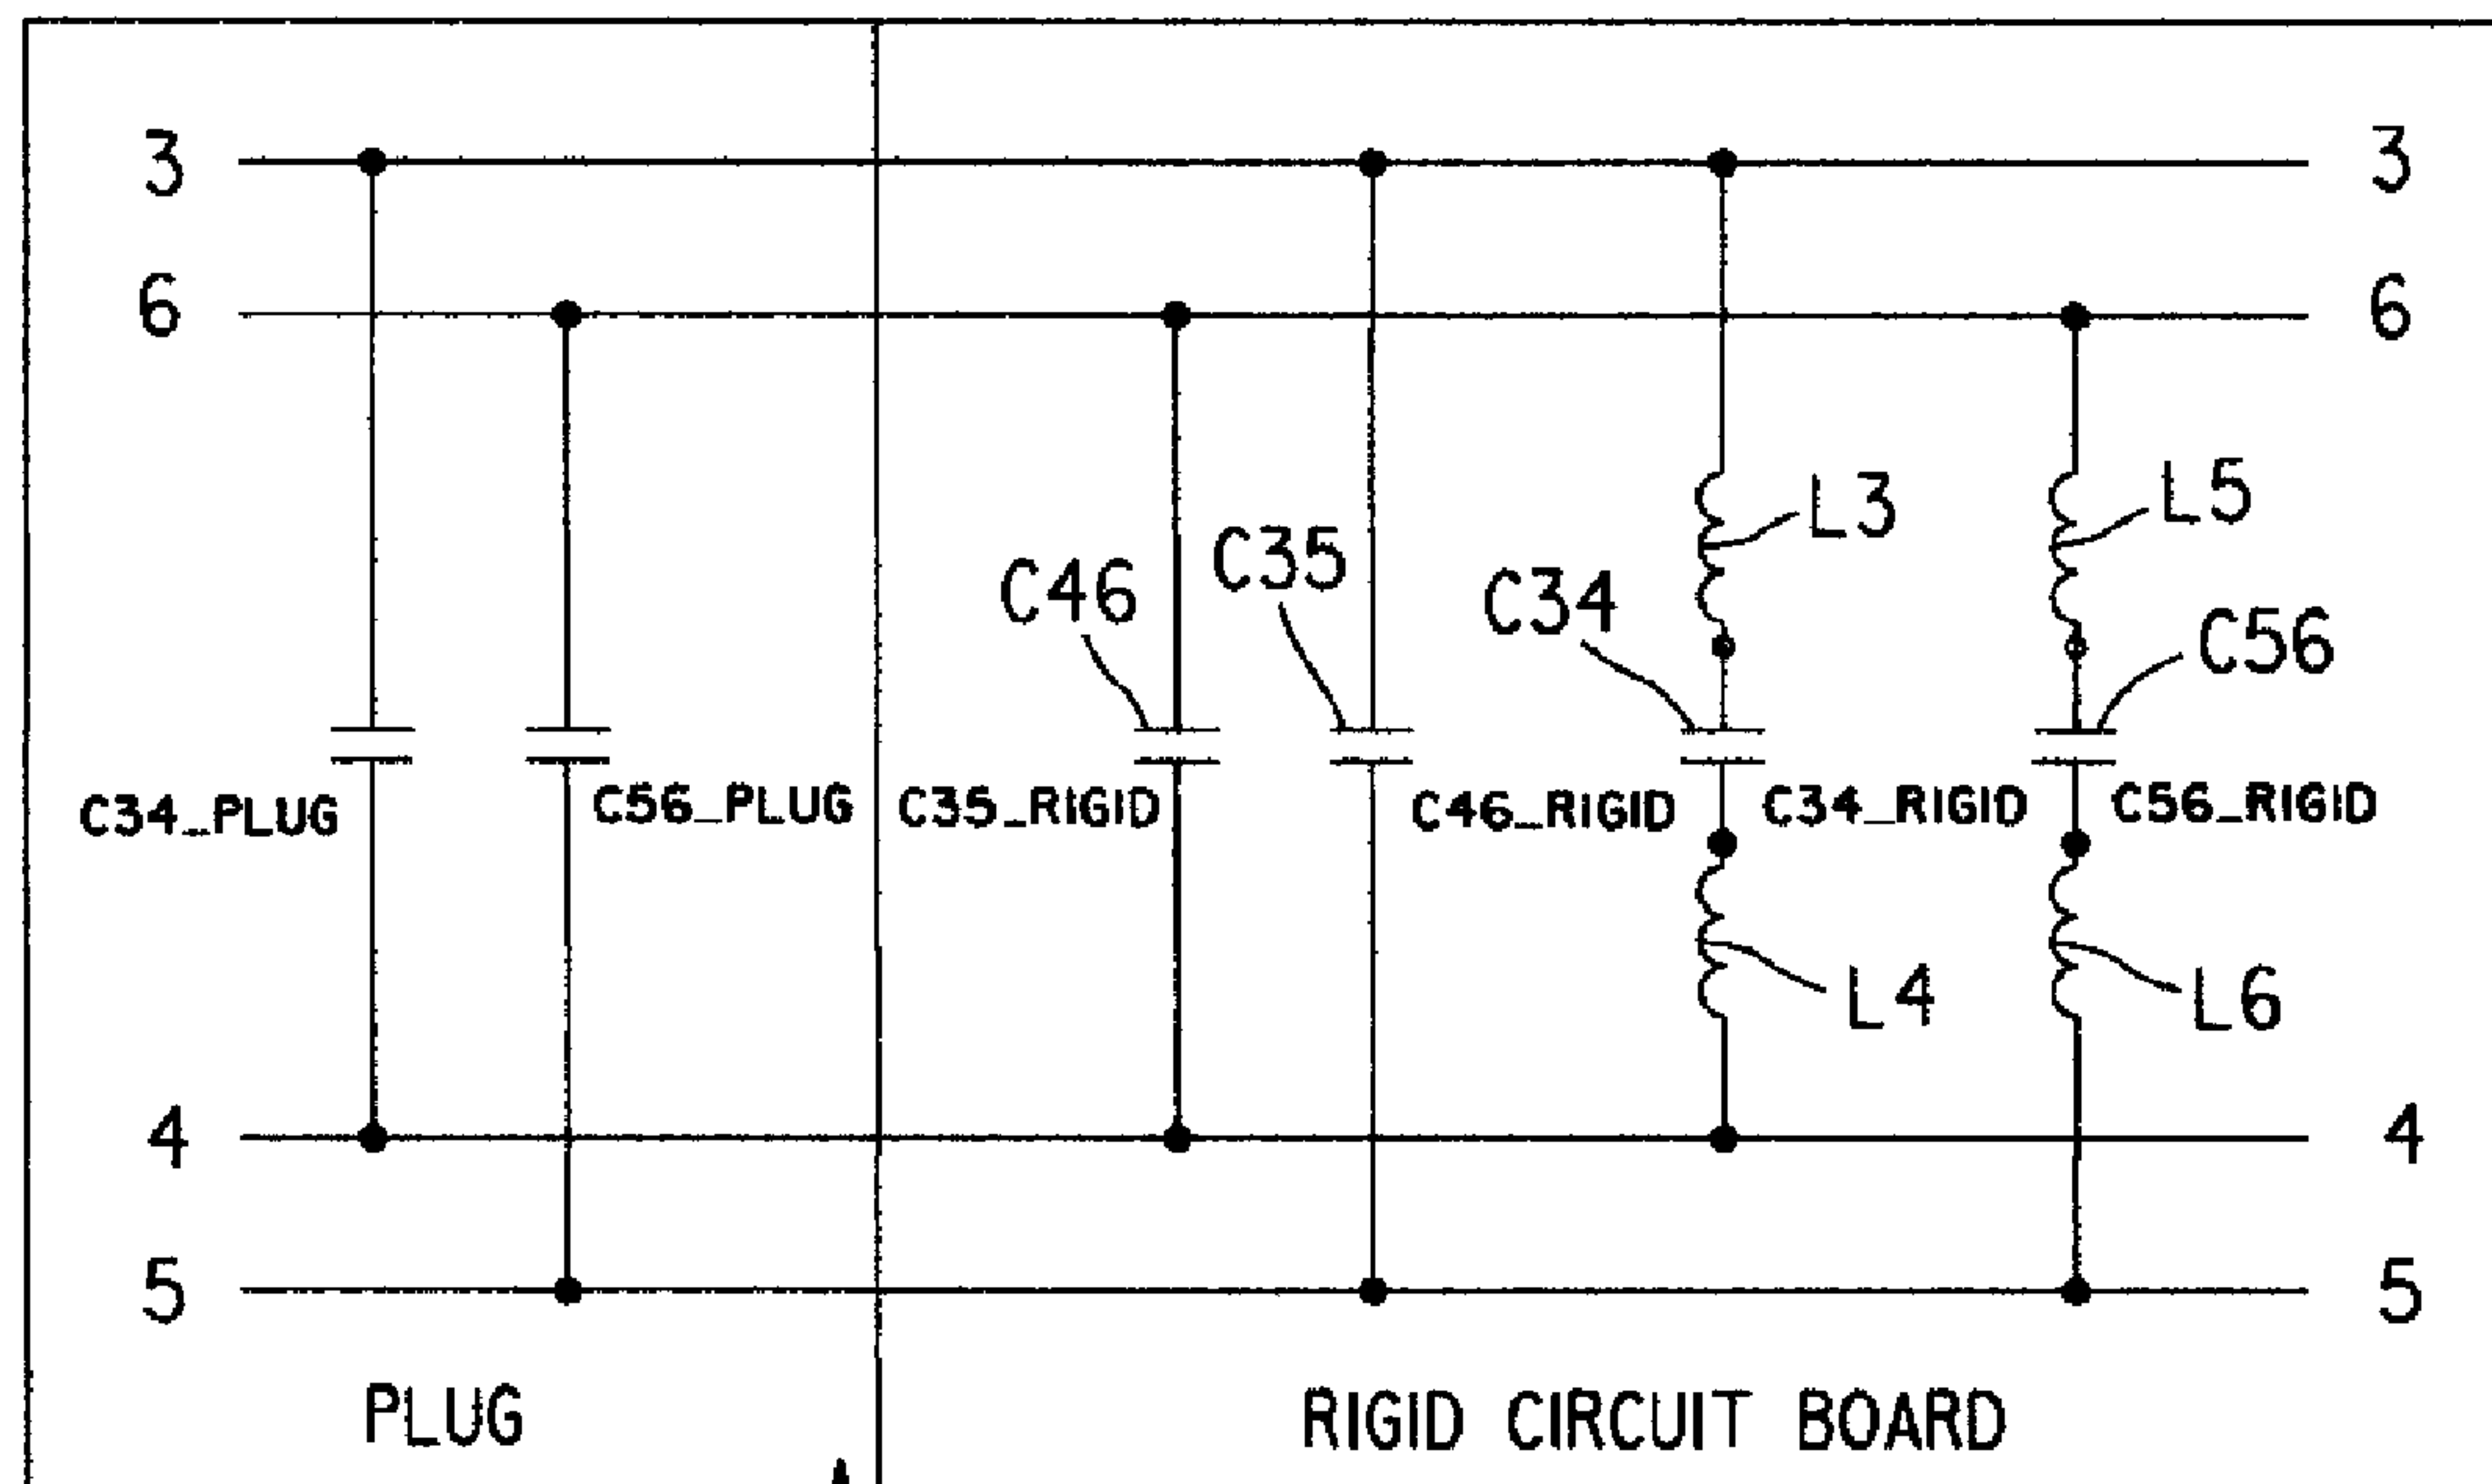 3 3
6 6
L3 L5
C46 C35 C34 C56
C34_PLUG C56_PLUG C35_RIGID C46_RIGID C34_RIGID C56_RIGID
L4 L6
4 4
5 5
PLUG RIGID CIRCUIT BOARD